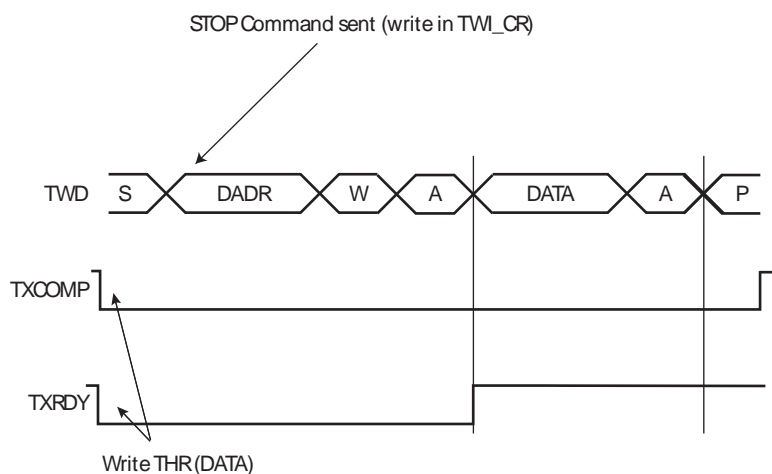 STOP Command sent (write in TWI_CR)
TWD S DADR W A DATA A P
TXCOMP
TXRDY
Write THR (DATA)